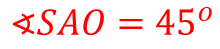 ∢SAO = 45°